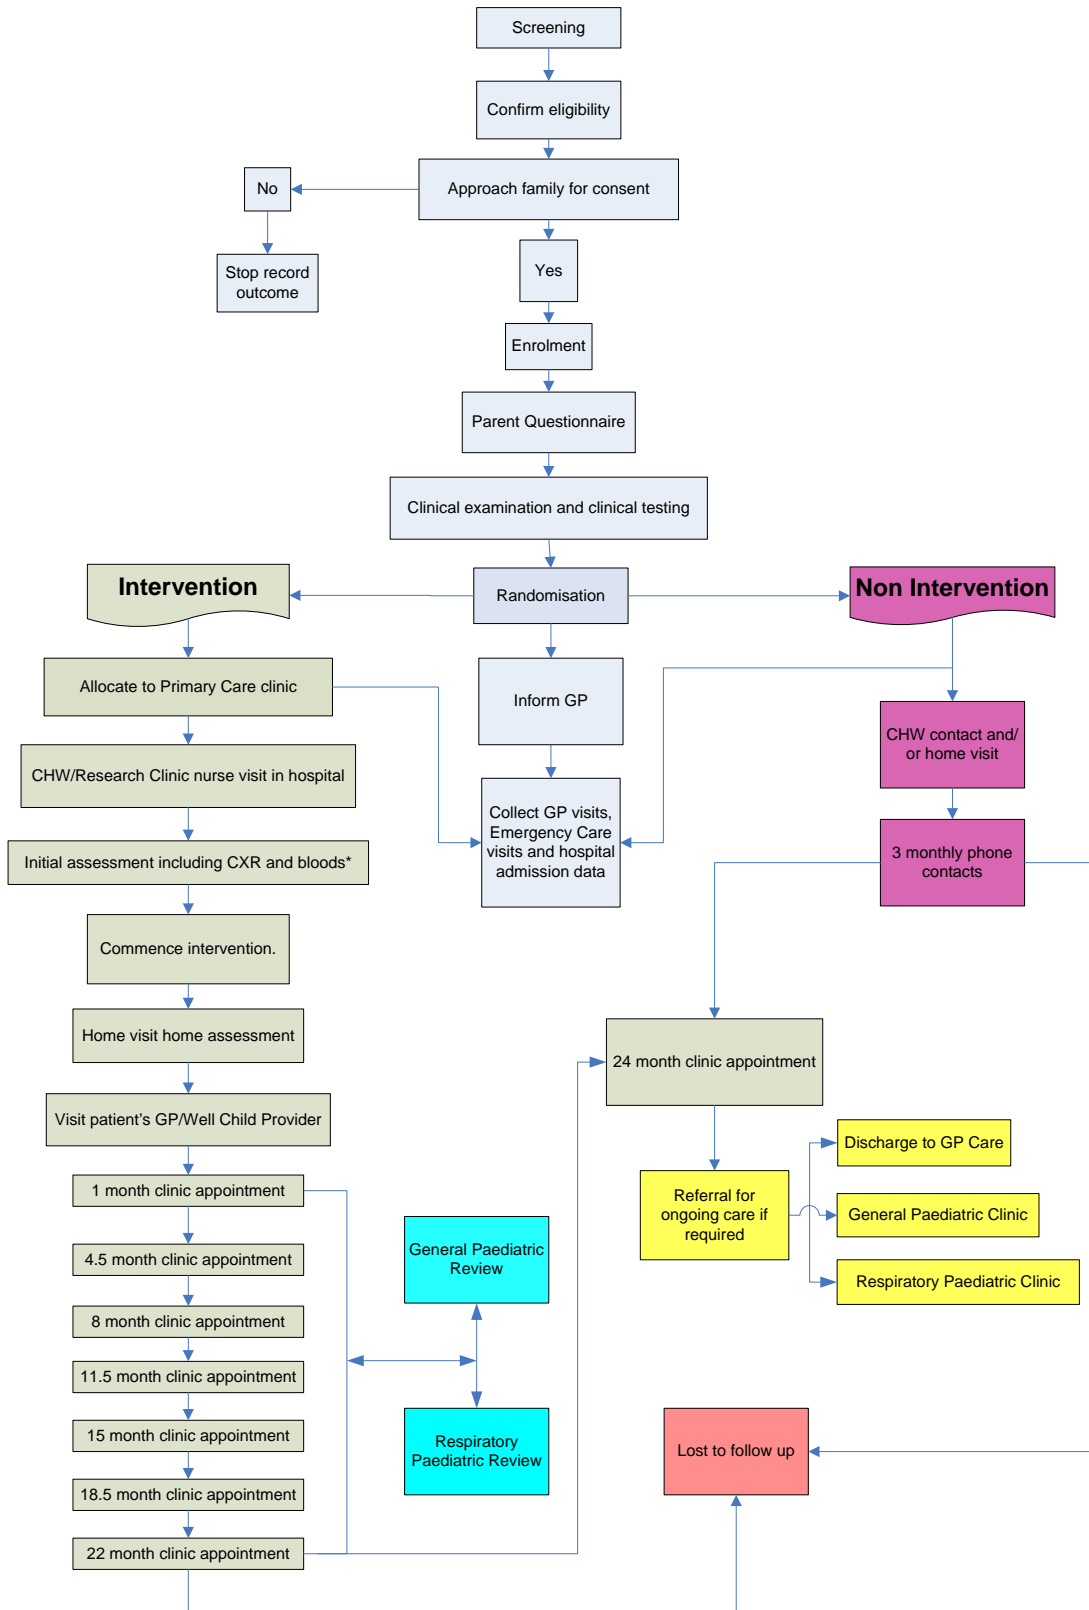 Screening
Confirm eligibility
Approach family for consent
No
Stop record
outcome
Yes
Enrolment
Parent Questionnaire
Clinical examination and clinical testing
Randomisation
Intervention
Non Intervention
Allocate to Primary Care clinic
Inform GP
CHW contact and/
or home visit
CHW/Research Clinic nurse visit in hospital
Collect GP visits,
Emergency Care
visits and hospital
admission data
3 monthly phone
contacts
Initial assessment including CXR and bloods*
Commence intervention.
Home visit home assessment
24 month clinic appointment
Visit patient's GP/Well Child Provider
Discharge to GP Care
1 month clinic appointment
Referral for
ongoing care if
required
General Paediatric Clinic
4.5 month clinic appointment
General Paediatric
Review
Respiratory Paediatric Clinic
8 month clinic appointment
11.5 month clinic appointment
15 month clinic appointment
Respiratory
Paediatric Review
Lost to follow up
18.5 month clinic appointment
22 month clinic appointment